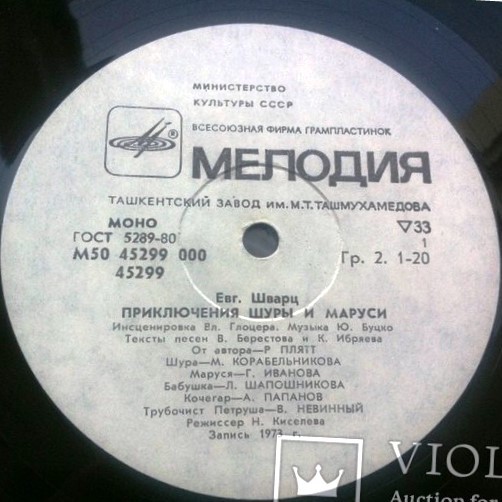 МИНИСТЕРСТВО
КУЛЬТУРЫ СССР
ВСЕСОЮЗНАЯ ФИРМА ГРАМПЛАСТИНОК
®
МЕЛОДИЯ
ТАШКЕНТСКИЙ ЗАВОД ИМ. М.Т. ТАШМУХАМЕДОВА
МОНО ▽33
ГОСТ 5289-80 1
М50 45299 000 Гр. 2. 1-20
45299
Евг. Шварц
ПРИКЛЮЧЕНИЯ ШУРЫ И МАРУСИ
Инсценировка Вл. Глоцера. Музыка Ю. Буцко
Тексты песен В. Берестова и К. Ибряева
От автора—Р. ПЛЯТТ
Шура—М. КОРАБЕЛЬНИКОВА
Маруся—Г. ИВАНОВА
Бабушка—Л. ШАПОШНИКОВА
Кочегар—А. ПАПАНОВ
Трубочист Петруша—В. НЕВИННЫЙ
Режиссер Н. Киселева
Запись 1973 г.
VIOL
Auction for